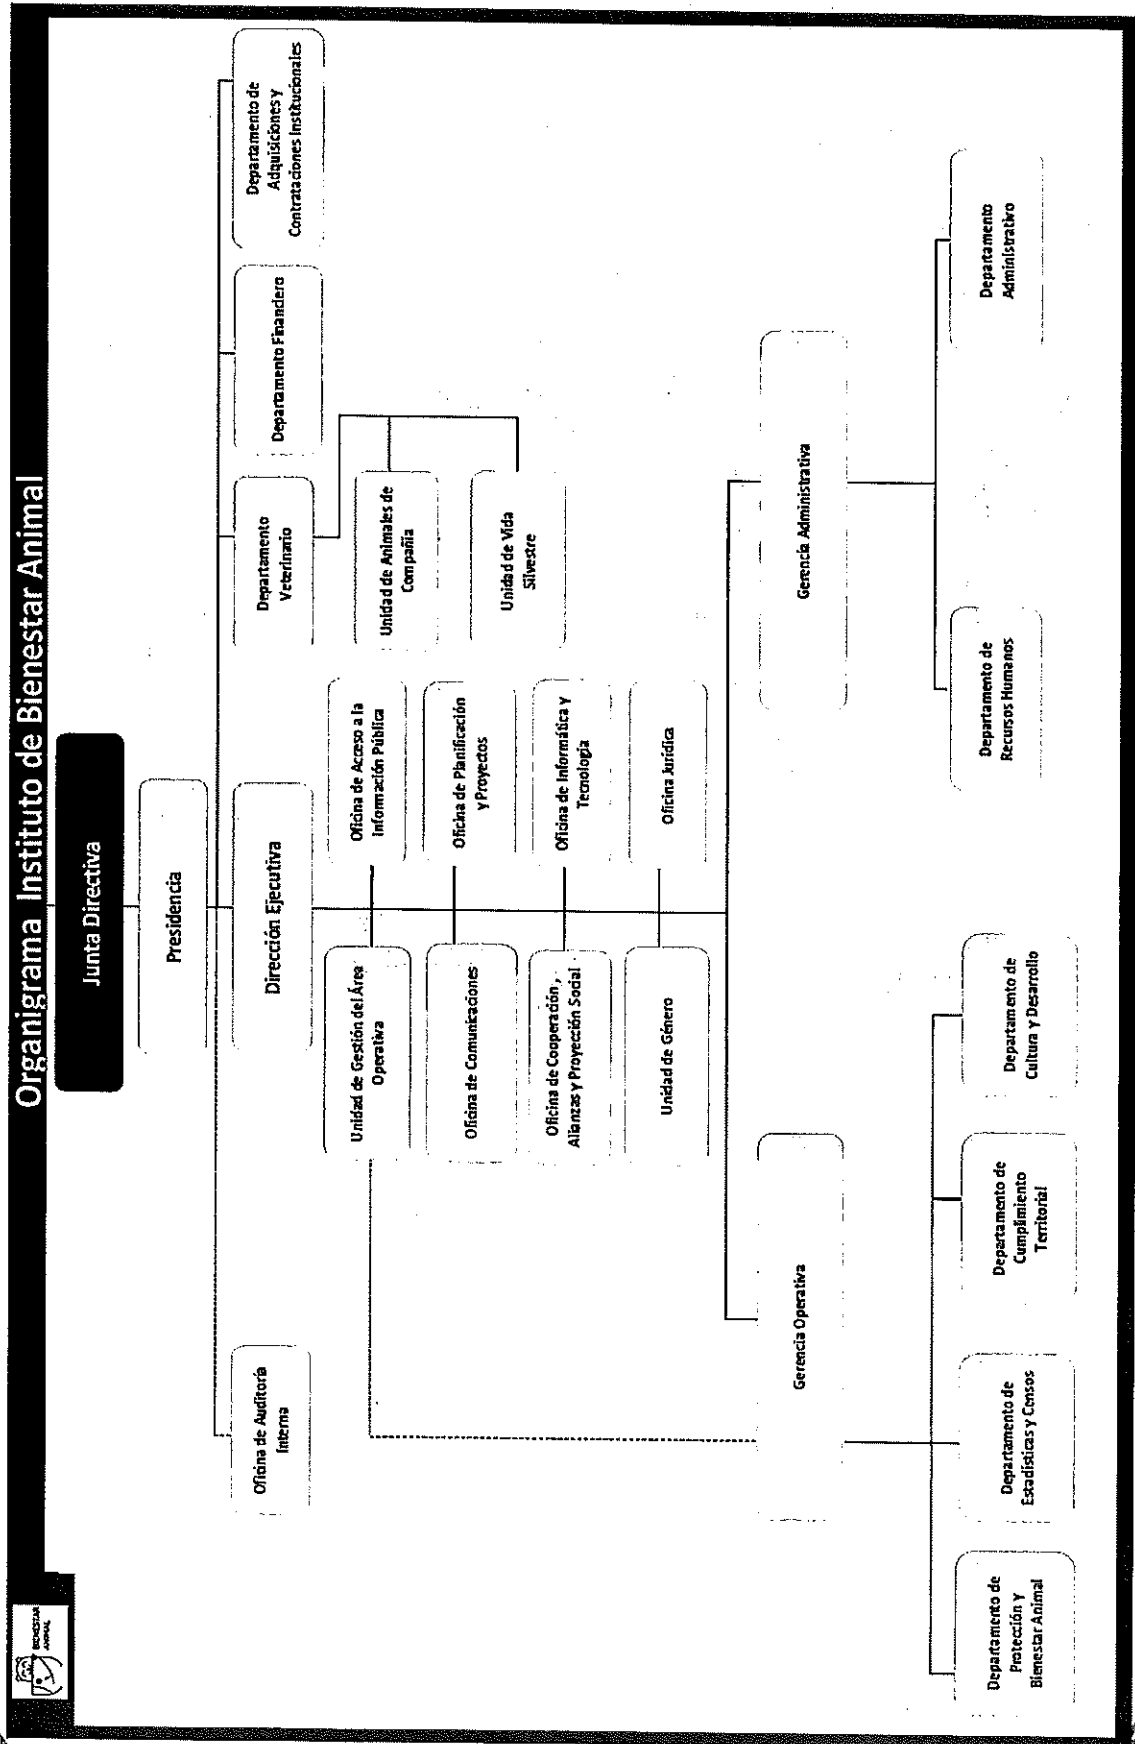 Organigrama Instituto de Bienestar Animal
BIENESTAR
ANIMAL
Junta Directiva
Presidencia
Oficina de Auditoría
Interna
Dirección Ejecutiva
Departamento
Veterinario
Departamento Financiero
Departamento de
Adquisiciones y
Contrataciones Institucionales
Unidad de Gestión del Área
Operativa
Oficina de Acceso a la
Información Pública
Unidad de Animales de
Compañía
Oficina de Comunicaciones
Oficina de Planificación
y Proyectos
Unidad de Vida
Silvestre
Oficina de Cooperación,
Alianzas y Proyección Social
Oficina de Informática y
Tecnología
Unidad de Género
Oficina Jurídica
Gerencia Operativa
Gerencia Administrativa
Departamento de
Protección y
Bienestar Animal
Departamento de
Estadísticas y Censos
Departamento de
Cumplimiento
Territorial
Departamento de
Cultura y Desarrollo
Departamento de
Recursos Humanos
Departamento
Administrativo